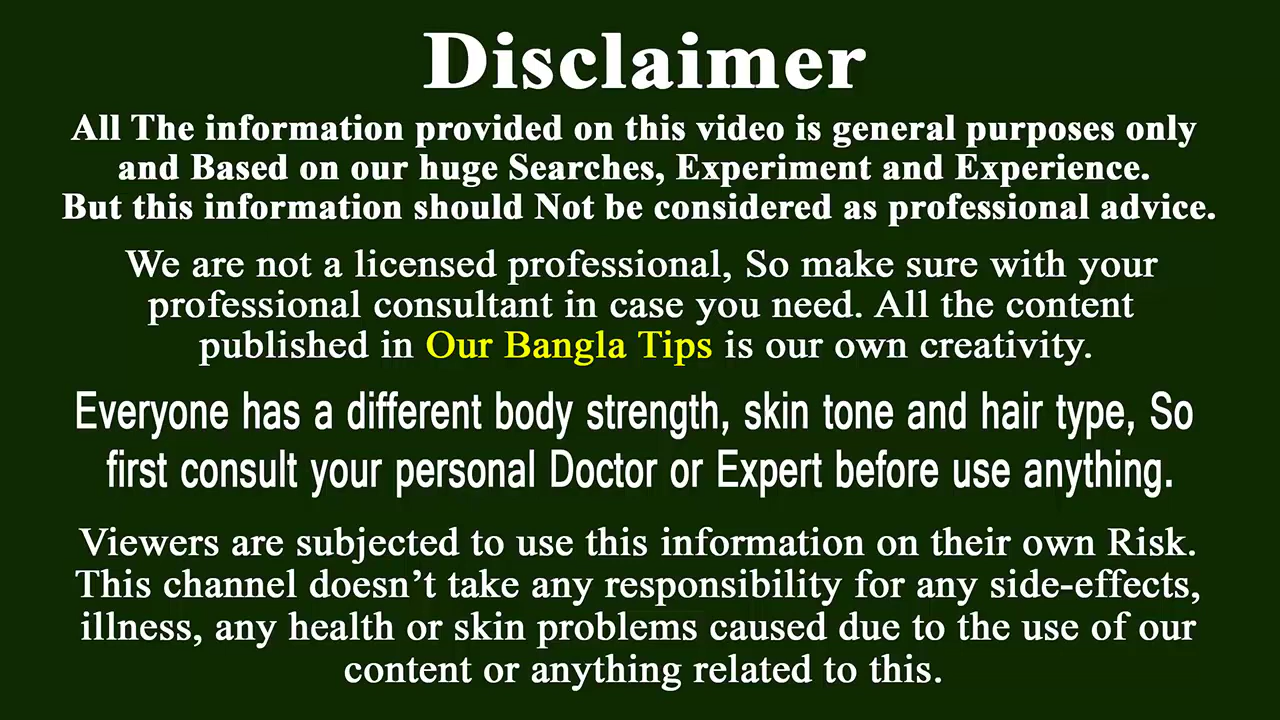 Disclaimer
All The information provided on this video is general purposes only
and Based on our huge Searches, Experiment and Experience.
But this information should Not be considered as professional advice.
We are not a licensed professional, So make sure with your
professional consultant in case you need. All the content
published in Our Bangla Tips is our own creativity.
Everyone has a different body strength, skin tone and hair type, So
first consult your personal Doctor or Expert before use anything.
Viewers are subjected to use this information on their own Risk.
This channel doesn’t take any responsibility for any side-effects,
illness, any health or skin problems caused due to the use of our
content or anything related to this.